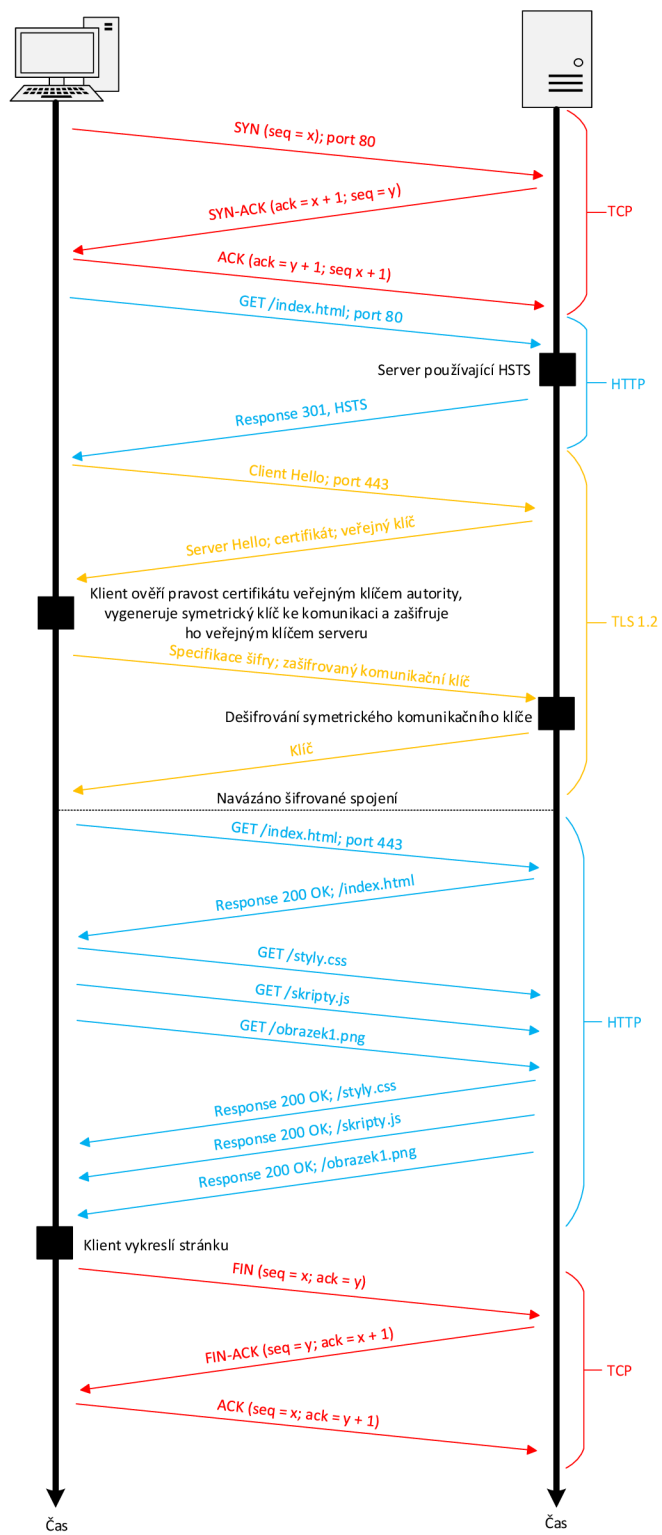 SYN (seq = x); port 80
SYN-ACK (ack = x + 1; seq = y)
TCP
ACK (ack = y + 1; seq x + 1)
GET /index.html; port 80
Server používající HSTS
HTTP
Response 301, HSTS
Client Hello; port 443
Server Hello; certifikát; veřejný klíč
Klient ověří pravost certifikátu veřejným klíčem autority,
vygeneruje symetrický klíč ke komunikaci a zašifruje
ho veřejným klíčem serveru
TLS 1.2
Specifikace šifry; zašifrovaný komunikační klíč
Dešifrování symetrického komunikačního klíče
Klíč
Navázáno šifrované spojení
GET /index.html; port 443
Response 200 OK; /index.html
GET /styly.css
GET /skripty.js
HTTP
GET /obrazek1.png
Response 200 OK; /styly.css
Response 200 OK; /skripty.js
Response 200 OK; /obrazek1.png
Klient vykreslí stránku
FIN (seq = x; ack = y)
FIN-ACK (seq = y; ack = x + 1)
TCP
ACK (seq = x; ack = y + 1)
Čas
Čas